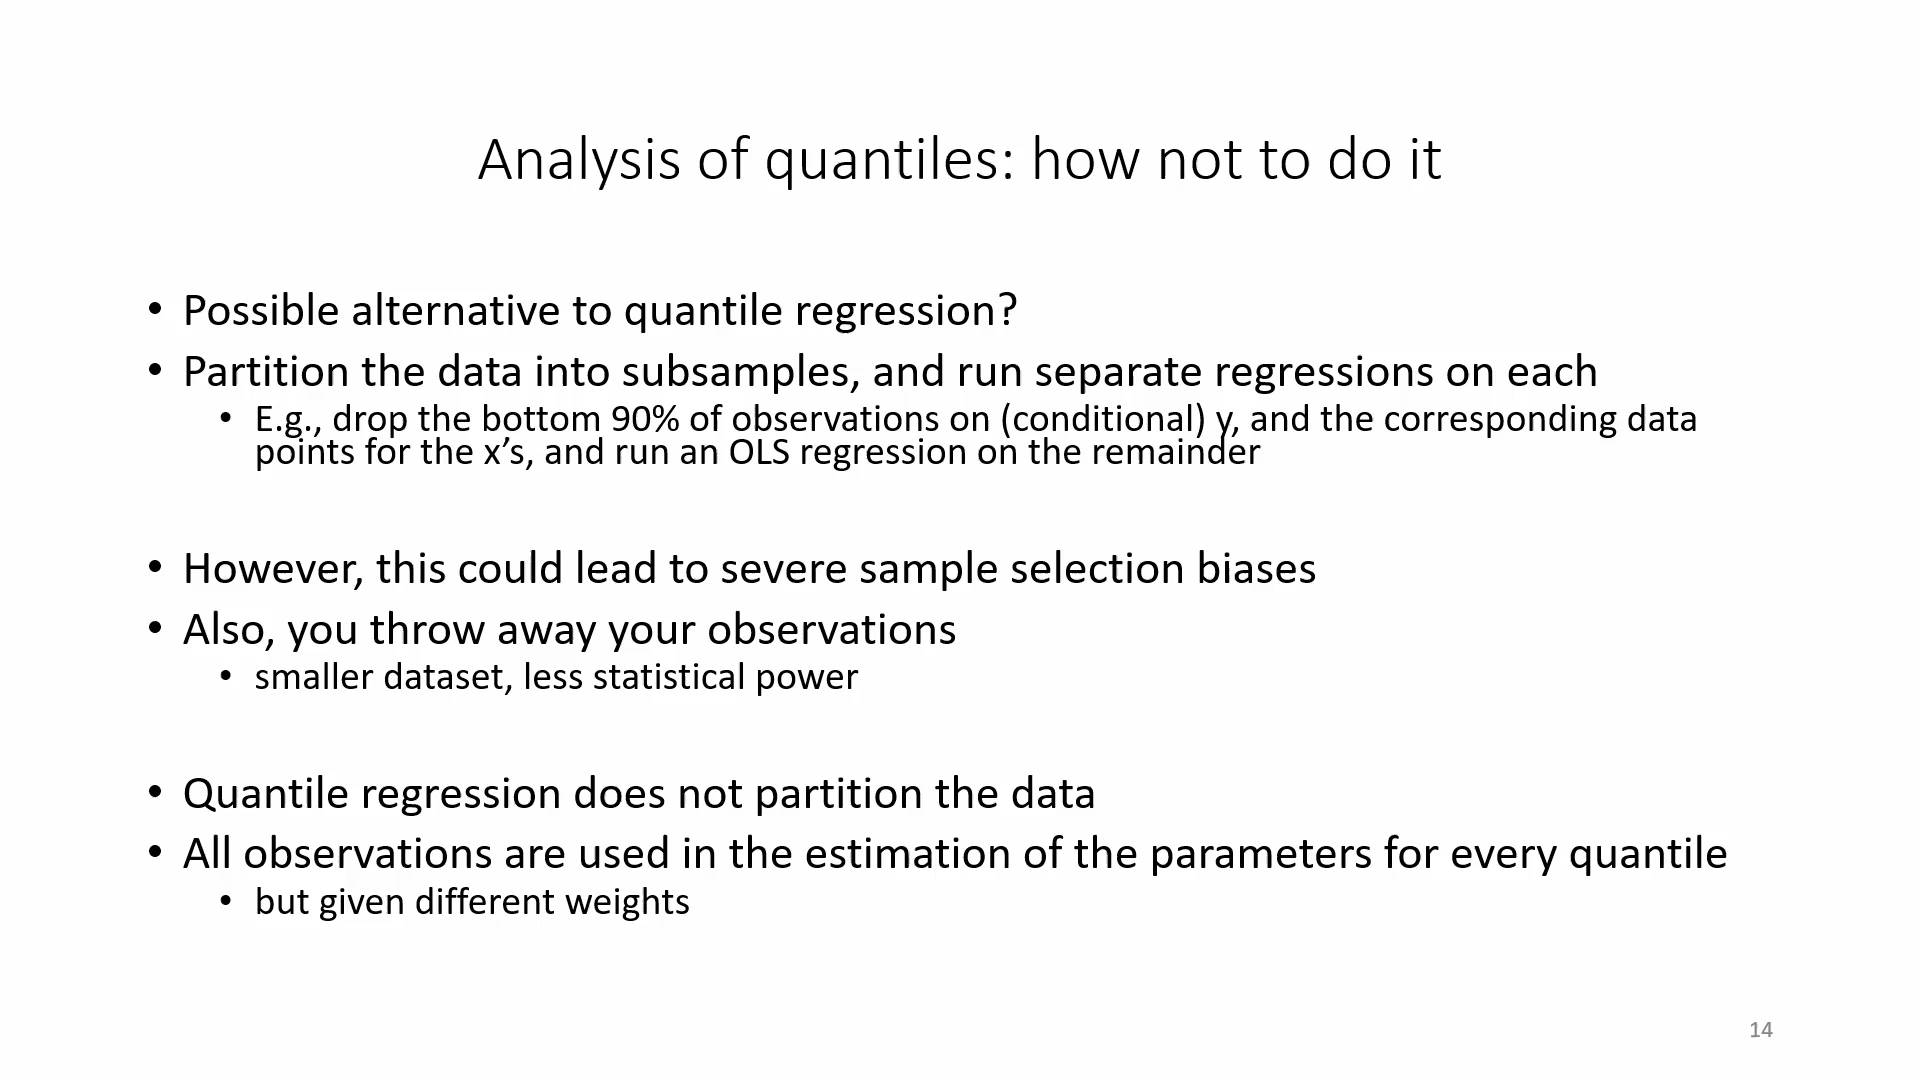 Analysis of quantiles: how not to do it
• Possible alternative to quantile regression?
• Partition the data into subsamples, and run separate regressions on each
• E.g., drop the bottom 90% of observations on (conditional) y, and the corresponding data
points for the x’s, and run an OLS regression on the remainder
• However, this could lead to severe sample selection biases
• Also, you throw away your observations
• smaller dataset, less statistical power
• Quantile regression does not partition the data
• All observations are used in the estimation of the parameters for every quantile
• but given different weights
14